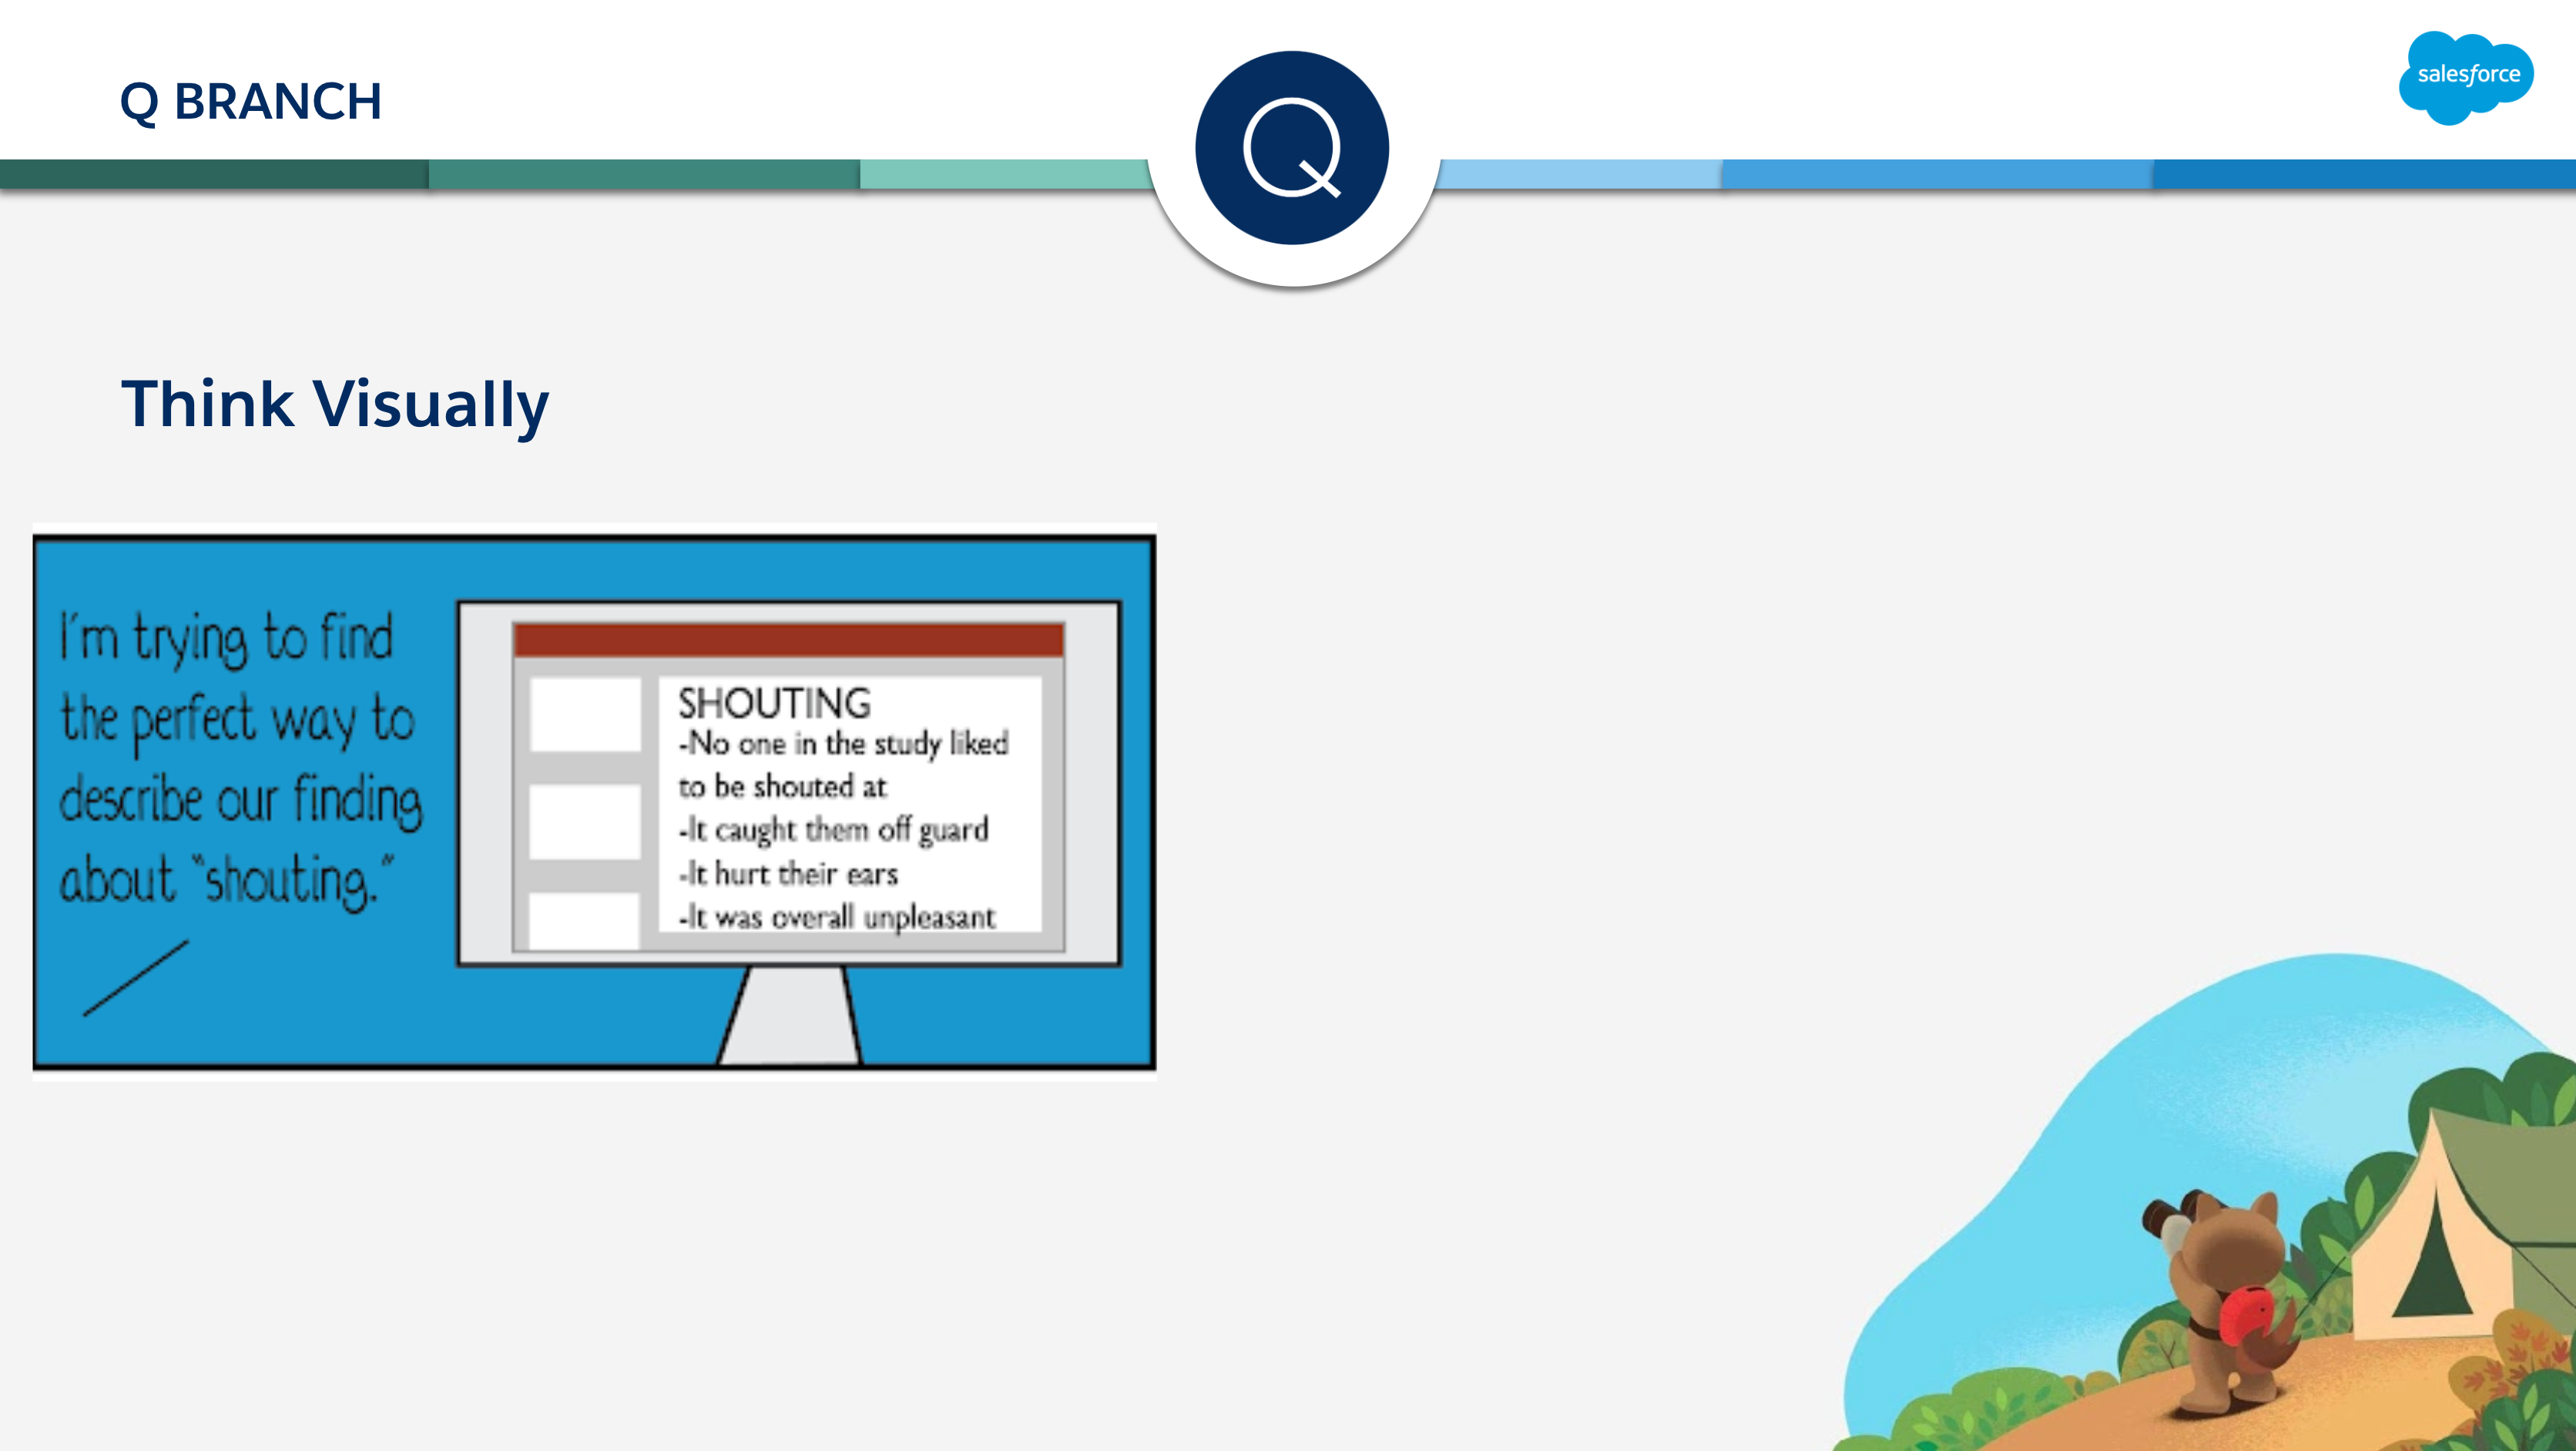 Q BRANCH
Q
salesforce
Think Visually
I'm trying to find
the perfect way to
describe our finding
about "shouting."
SHOUTING
-No one in the study liked
to be shouted at
-It caught them off guard
-It hurt their ears
-It was overall unpleasant